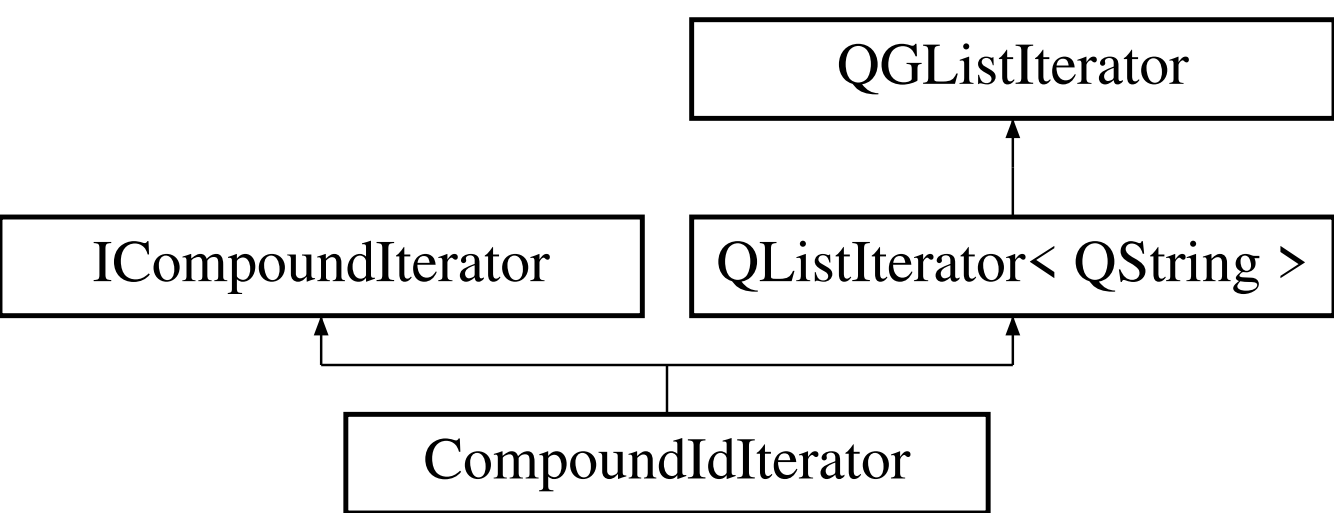 QGListIterator
ICompoundIterator
QListIterator< QString >
CompoundIdIterator